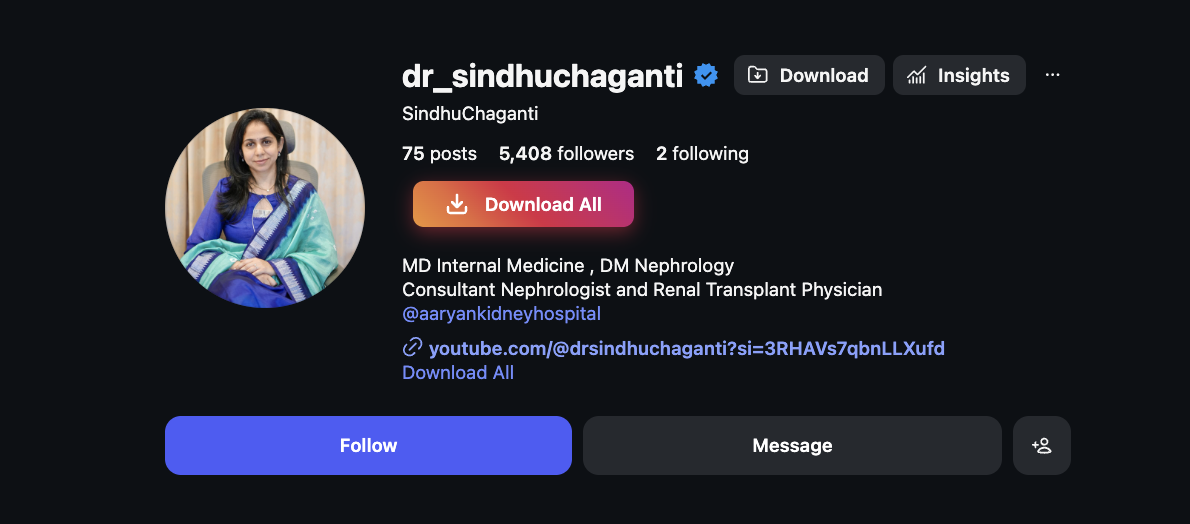 dr_sindhuchaganti Download Insights ...
SindhuChaganti
75 posts 5,408 followers 2 following
Download All
MD Internal Medicine , DM Nephrology
Consultant Nephrologist and Renal Transplant Physician
@aaryankidneyhospital
youtube.com/@drsindhuchaganti?si=3RHAVs7qbnLLXufd
Download All
Follow Message